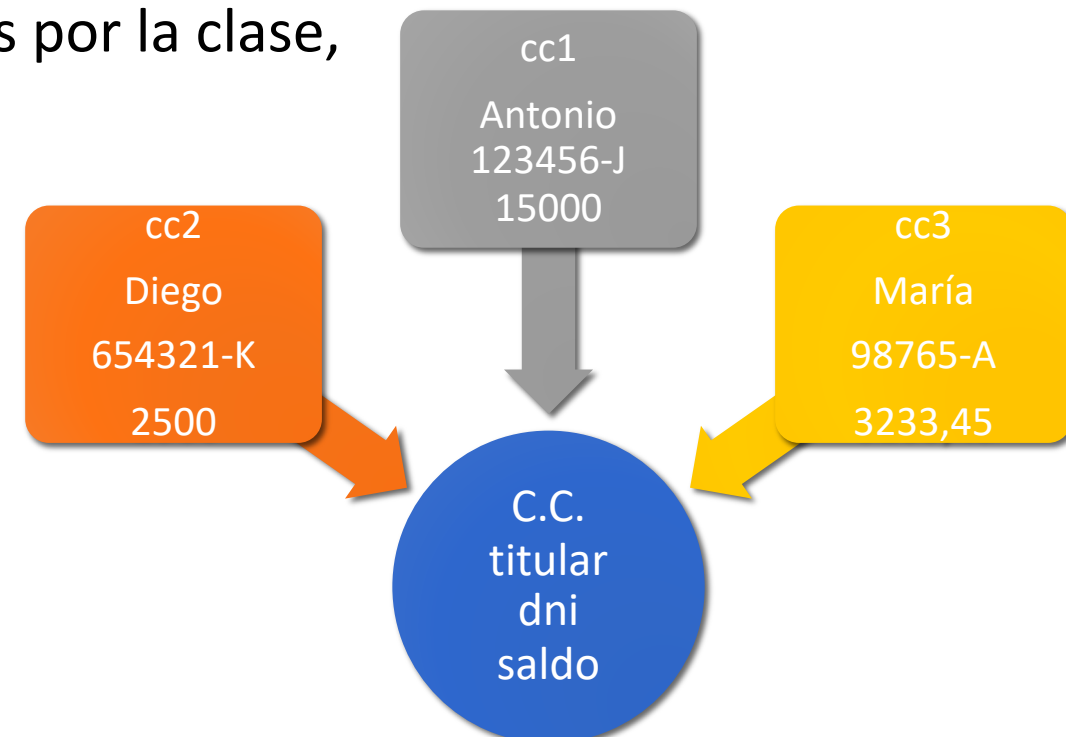 s por la clase,
cc1
Antonio
123456-J
15000
cc2
Diego
654321-K
2500
cc3
María
98765-A
3233,45
C.C.
titular
dni
saldo